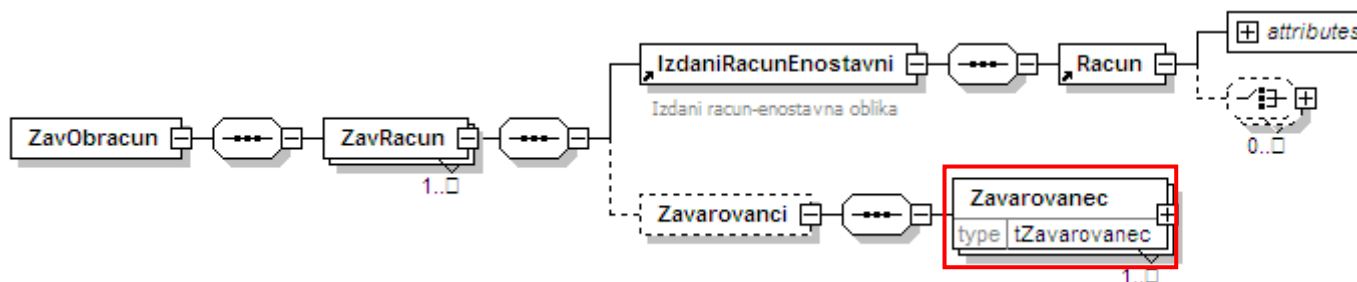 attributes
IzdaniRacunEnostavni
Racun
Izdani racun-enostavna oblika
ZavObracun
ZavRacun
0..□
1..□
Zavarovanci
Zavarovanec
type tZavarovanec
1..□